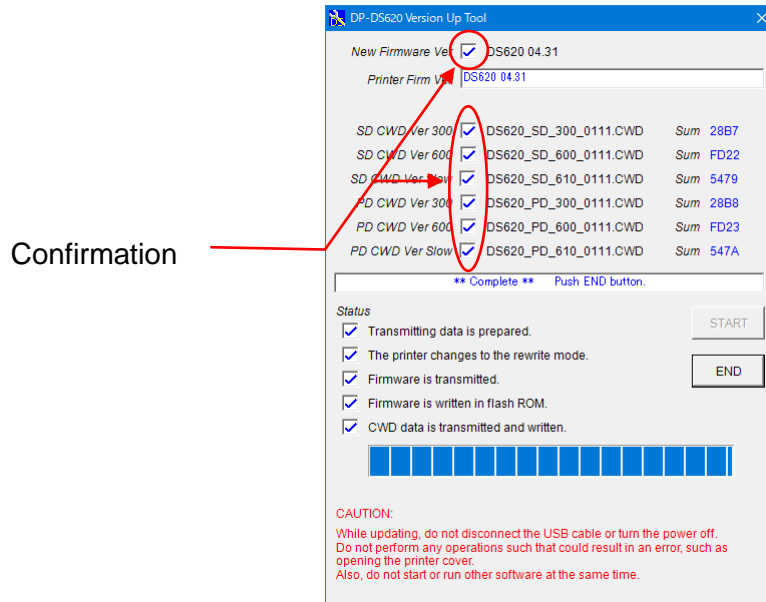 DP-DS620 Version Up Tool
New Firmware Ver DS620 04.31
Printer Firm Ver DS620 04.31
SD CWD Ver 300 DS620_SD_300_0111.CWD Sum 28B7
SD CWD Ver 600 DS620_SD_600_0111.CWD Sum FD22
SD CWD Ver Slow DS620_SD_610_0111.CWD Sum 5479
PD CWD Ver 300 DS620_PD_300_0111.CWD Sum 28B8
PD CWD Ver 600 DS620_PD_600_0111.CWD Sum FD23
Confirmation
PD CWD Ver Slow DS620_PD_610_0111.CWD Sum 547A
** Complete ** Push END button.
Status
START
Transmitting data is prepared.
The printer changes to the rewrite mode.
END
Firmware is transmitted.
Firmware is written in flash ROM.
CWD data is transmitted and written.
CAUTION:
While updating, do not disconnect the USB cable or turn the power off.
Do not perform any operations such that could result in an error, such as
opening the printer cover.
Also, do not start or run other software at the same time.